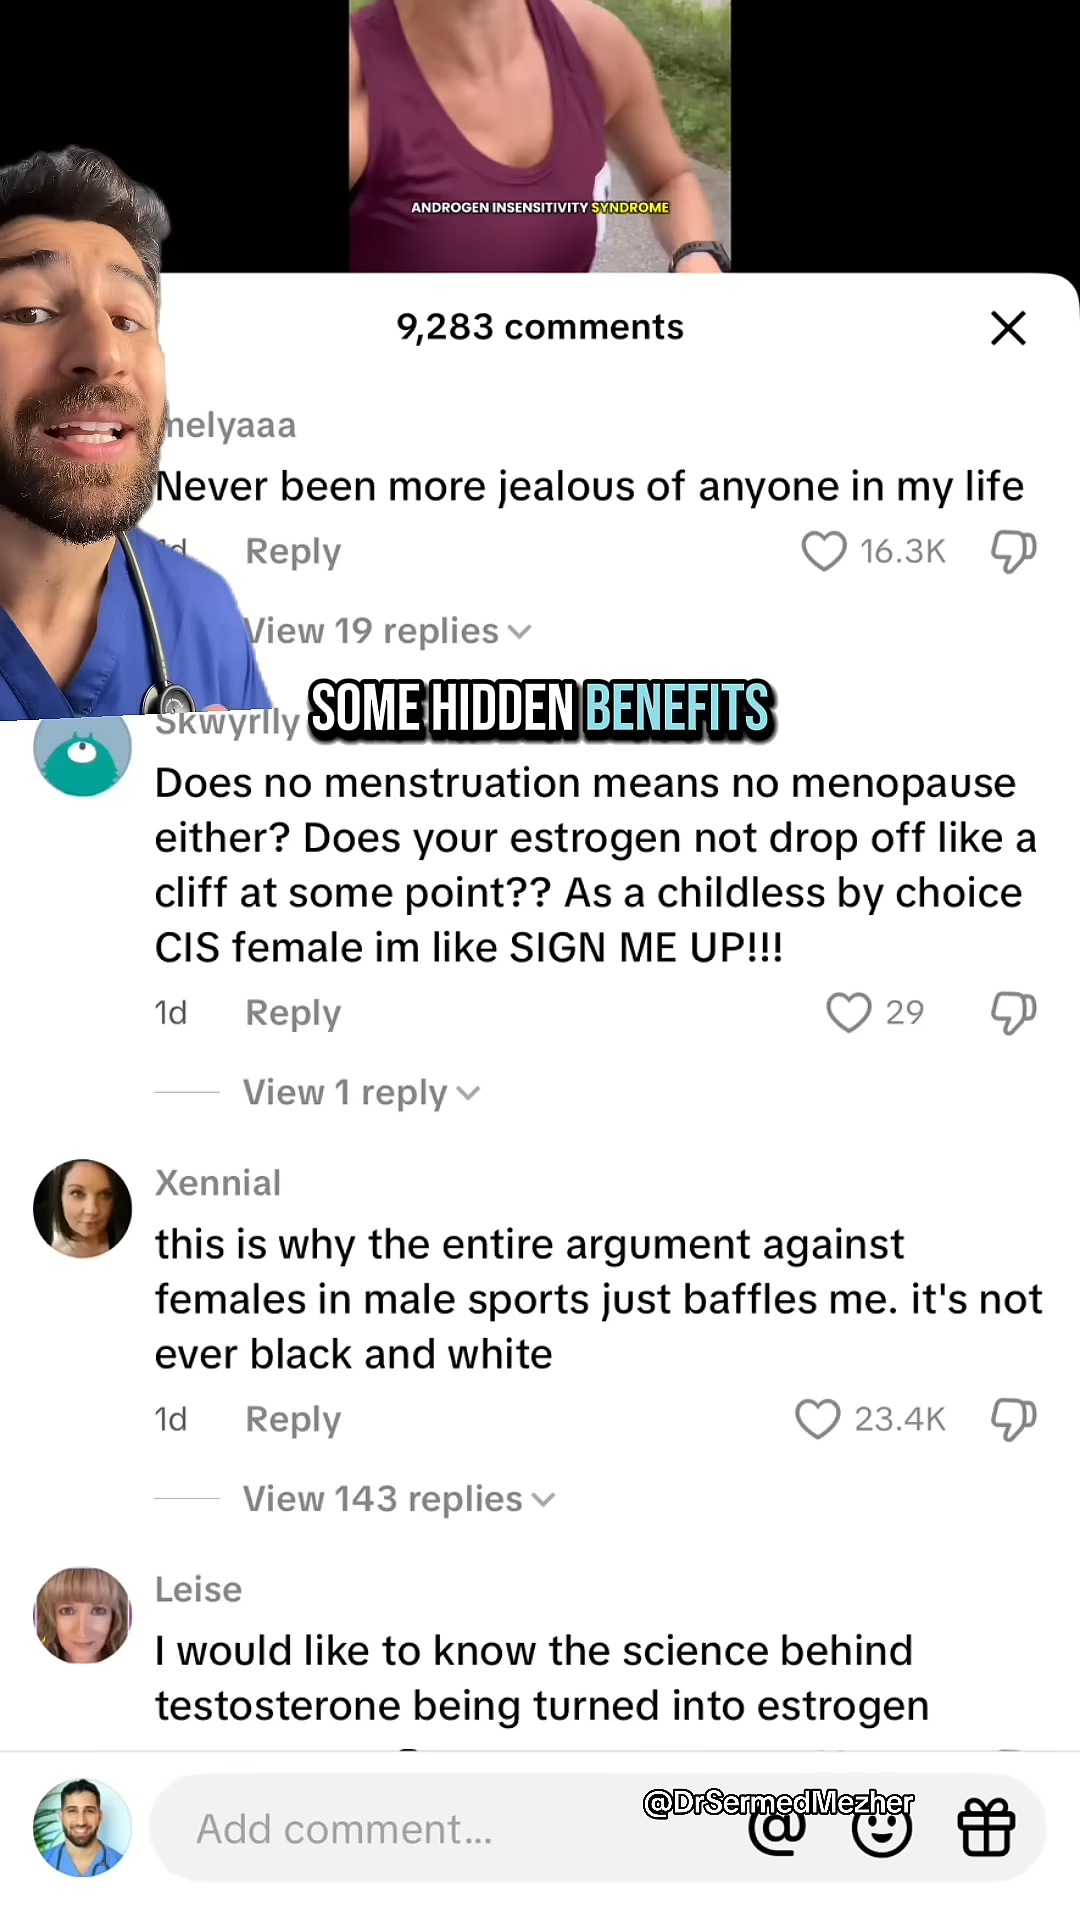 ANDROGEN INSENSITIVITY SYNDROME
9,283 comments
melyaaa
Never been more jealous of anyone in my life
1d Reply 16.3K
View 19 replies
SOME HIDDEN BENEFITS
Skwyrlly
Does no menstruation means no menopause
either? Does your estrogen not drop off like a
cliff at some point?? As a childless by choice
CIS female im like SIGN ME UP!!!
1d Reply 29
View 1 reply
Xennial
this is why the entire argument against
females in male sports just baffles me. it's not
ever black and white
1d Reply 23.4K
View 143 replies
Leise
I would like to know the science behind
testosterone being turned into estrogen
@DrSermedMezher
Add comment...